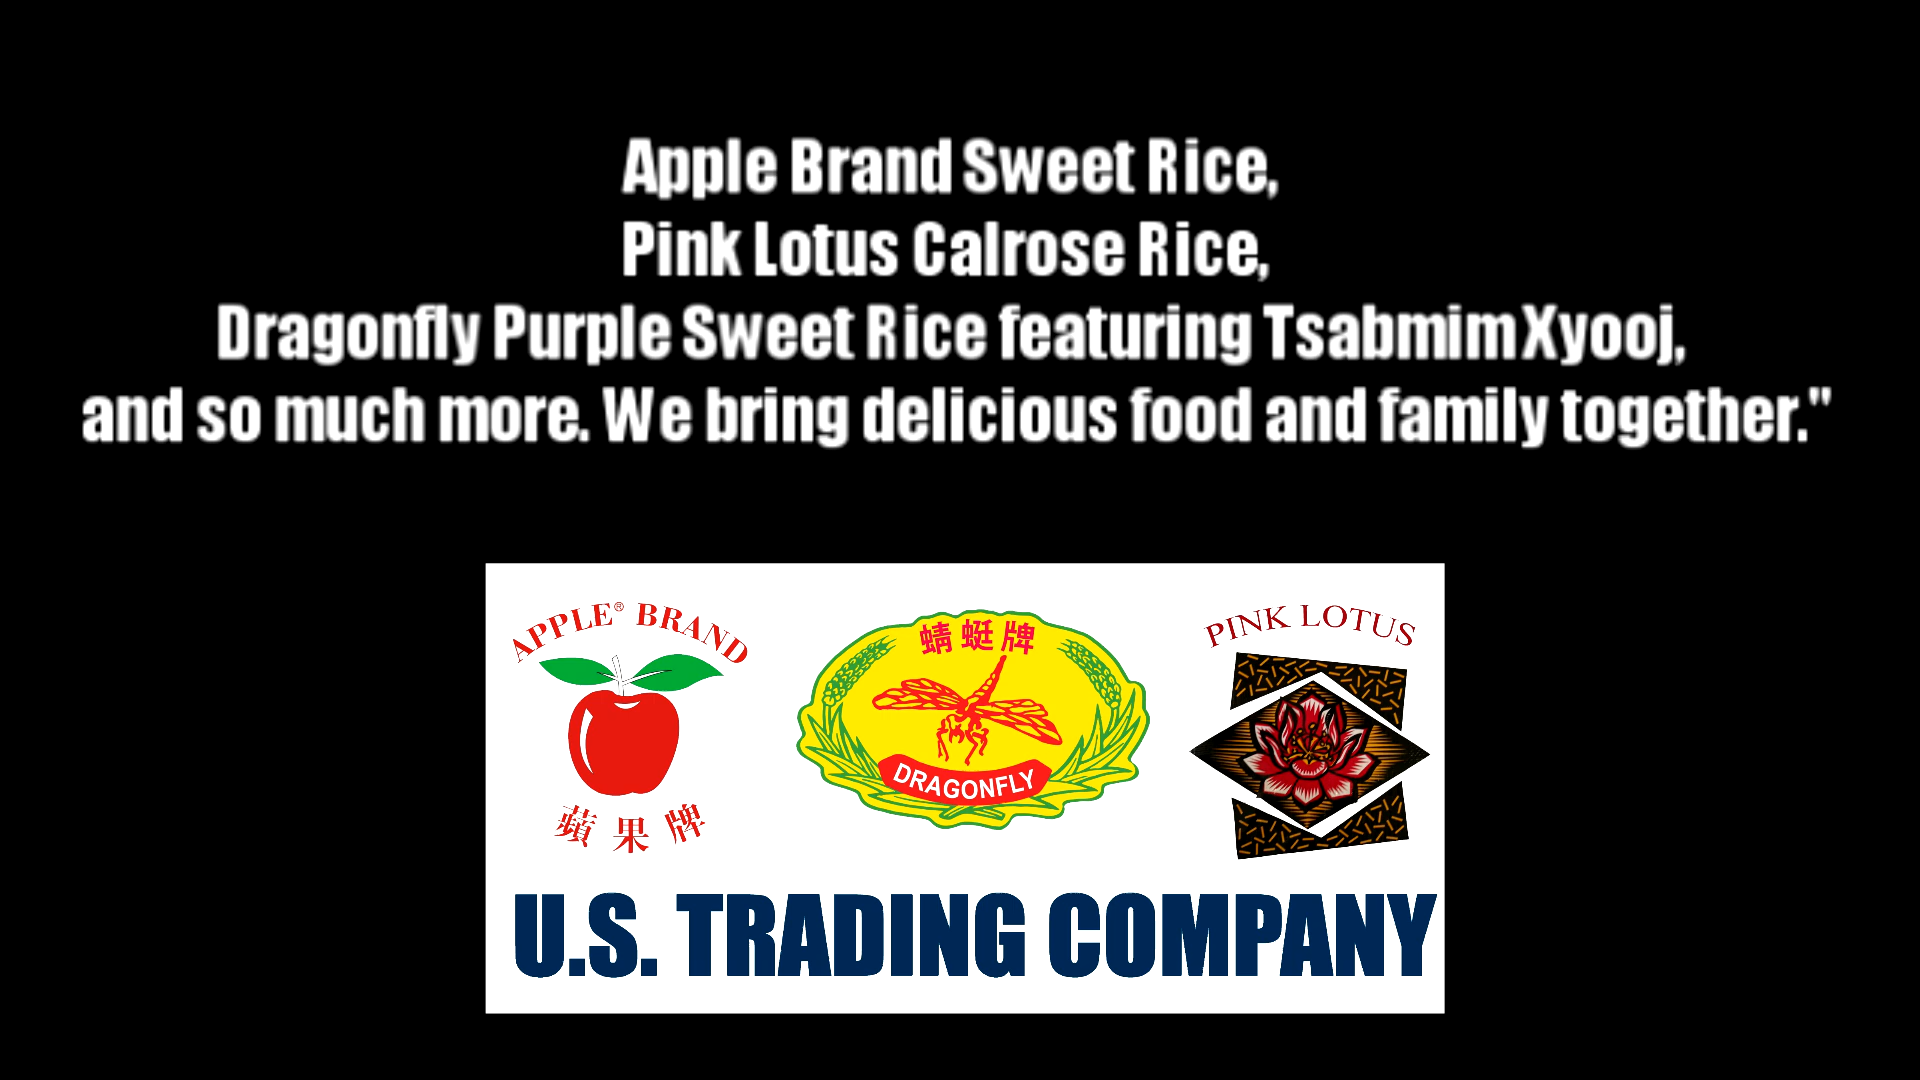 Apple Brand Sweet Rice,
Pink Lotus Calrose Rice,
Dragonfly Purple Sweet Rice featuring Tsabmim Xyooj,
and so much more. We bring delicious food and family together."
APPLE® BRAND
蘋果牌
蜻蜓牌
DRAGONFLY
PINK LOTUS
U.S. TRADING COMPANY